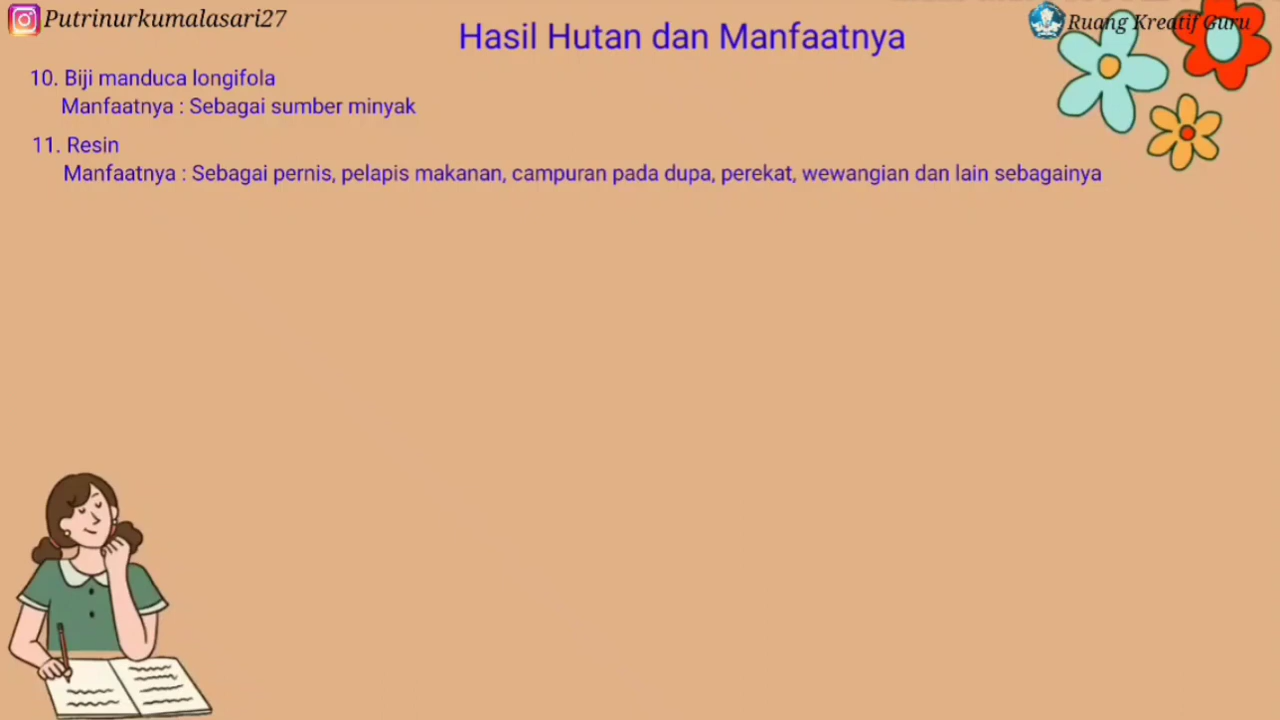 Putrinurkumalasari27
Ruang Kreatif Guru
Hasil Hutan dan Manfaatnya
10. Biji manduca longifola
Manfaatnya : Sebagai sumber minyak
11. Resin
Manfaatnya : Sebagai pernis, pelapis makanan, campuran pada dupa, perekat, wewangian dan lain sebagainya